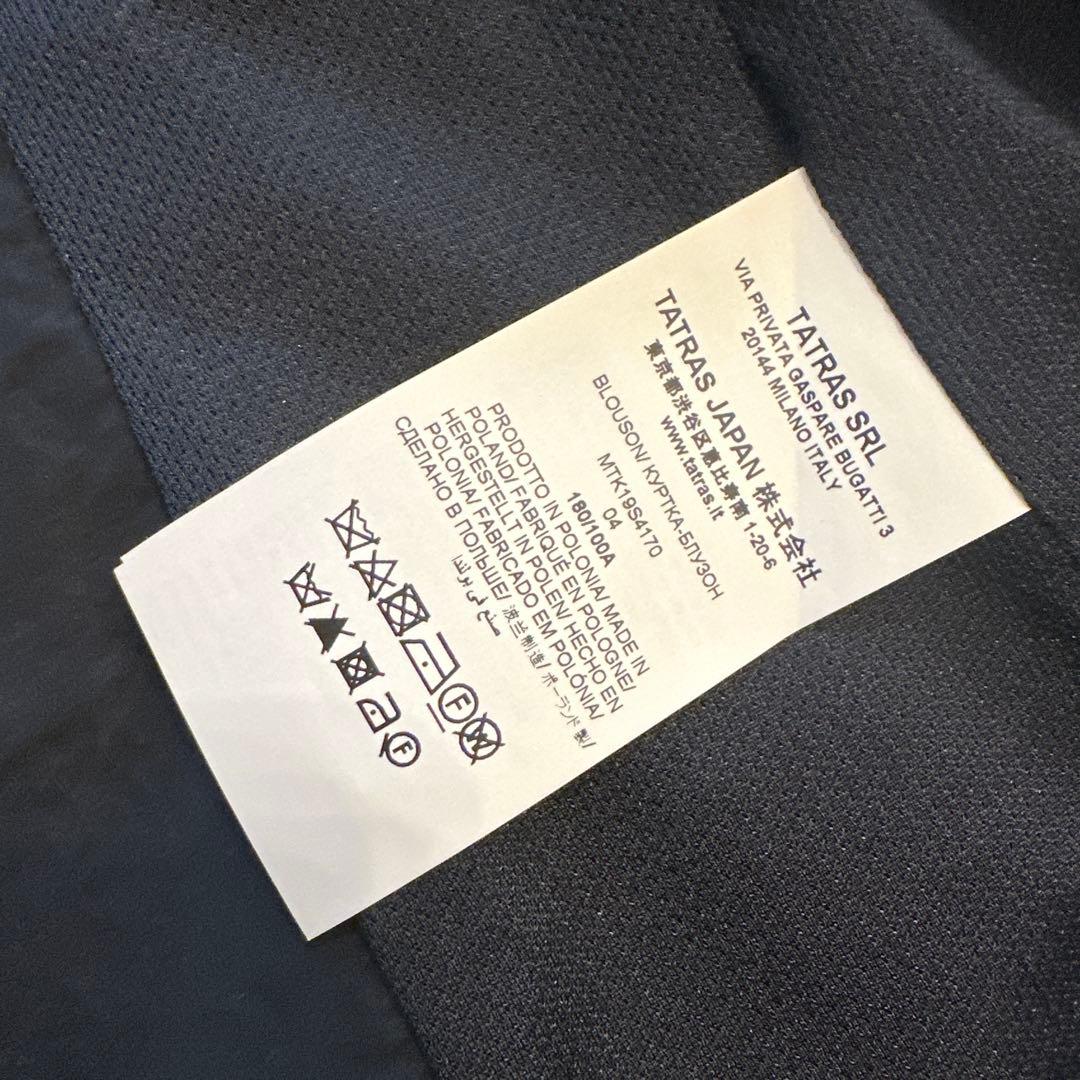 TATRAS SRL
VIA PRIVATA GASPARE BUGATTI 3
20144 MILANO ITALY
TATRAS JAPAN 株式会社
東京都渋谷区恵比寿南 1-20-6
www.tatras.it
BLOUSON/ КУРТКА-БЛУЗОН
MTK19S4170
04
180/100A
PRODOTTO IN POLONIA/ MADE IN
POLAND/ FABRIQUÉ EN POLOGNE/
HERGESTELLT IN POLEN/ HECHO EN
POLONIA/ FABRICADO EM POLÓNIA/
СДЕЛАНО В ПОЛЬШЕ/ 波兰制造/ ポーランド製/
F W
F